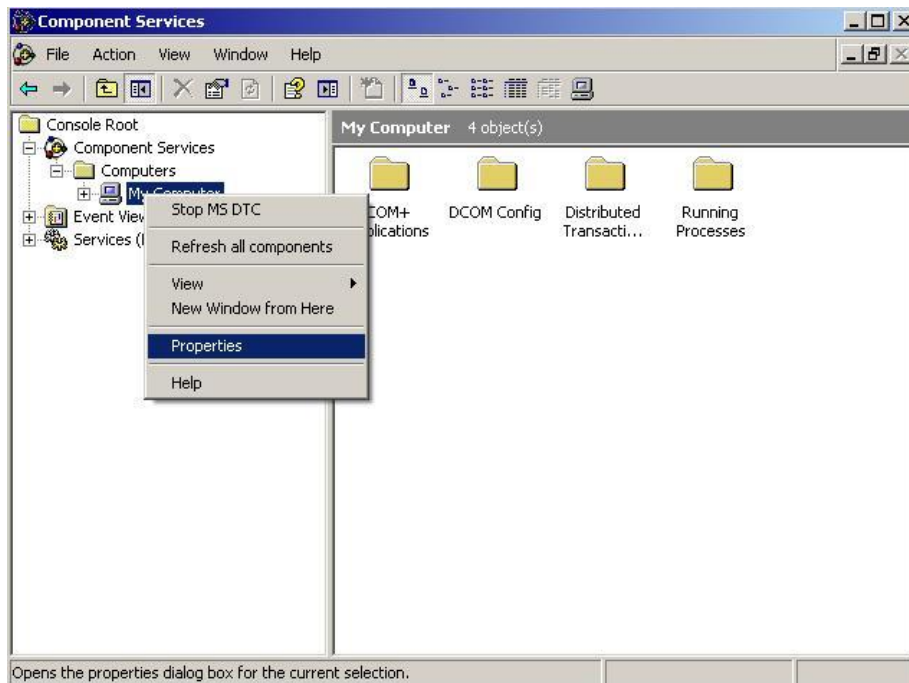 Component Services
File Action View Window Help
Console Root
Component Services
Computers
My Computer
Event View
Services (
Stop MS DTC
Refresh all components
View
New Window from Here
Properties
Help
My Computer 4 object(s)
COM+
plications
DCOM Config
Distributed
Transacti...
Running
Processes
Opens the properties dialog box for the current selection.